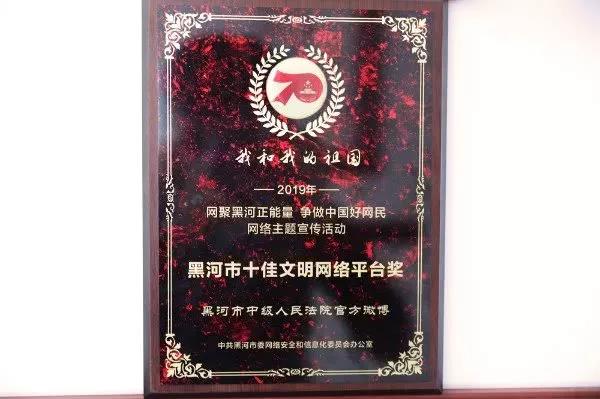 70
我和我的祖国
—2019年—
网聚黑河正能量 争做中国好网民
网络主题宣传活动
黑河市十佳文明网络平台奖
黑河市中级人民法院官方微博
中共黑河市委网络安全和信息化委员会办公室